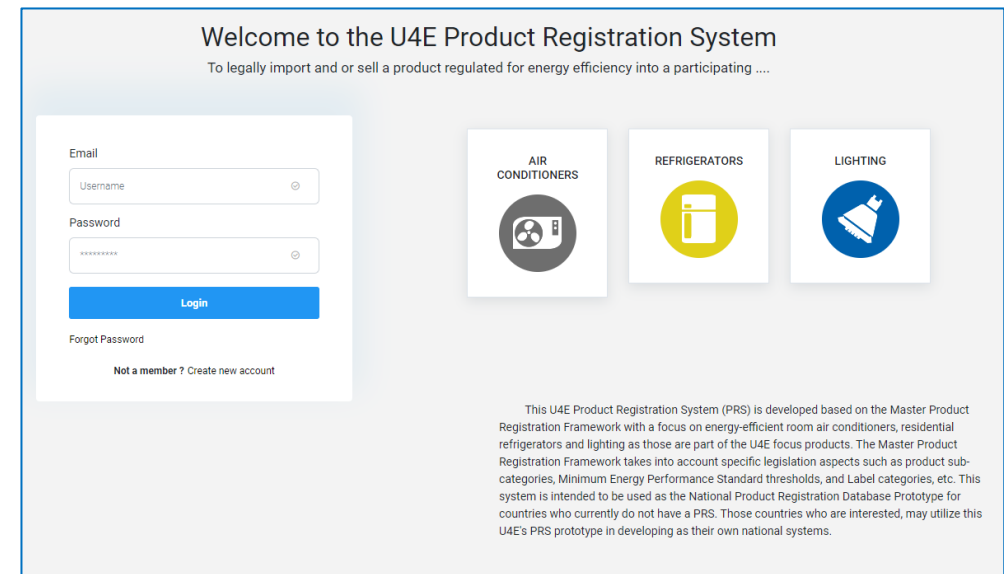 Welcome to the U4E Product Registration System
To legally import and or sell a product regulated for energy efficiency into a participating ....
Email
Username
Password
*********
Login
Forgot Password
Not a member ? Create new account
AIR
CONDITIONERS
REFRIGERATORS
LIGHTING
This U4E Product Registration System (PRS) is developed based on the Master Product
Registration Framework with a focus on energy-efficient room air conditioners, residential
refrigerators and lighting as those are part of the U4E focus products. The Master Product
Registration Framework takes into account specific legislation aspects such as product sub-
categories, Minimum Energy Performance Standard thresholds, and Label categories, etc. This
system is intended to be used as the National Product Registration Database Prototype for
countries who currently do not have a PRS. Those countries who are interested, may utilize this
U4E's PRS prototype in developing as their own national systems.